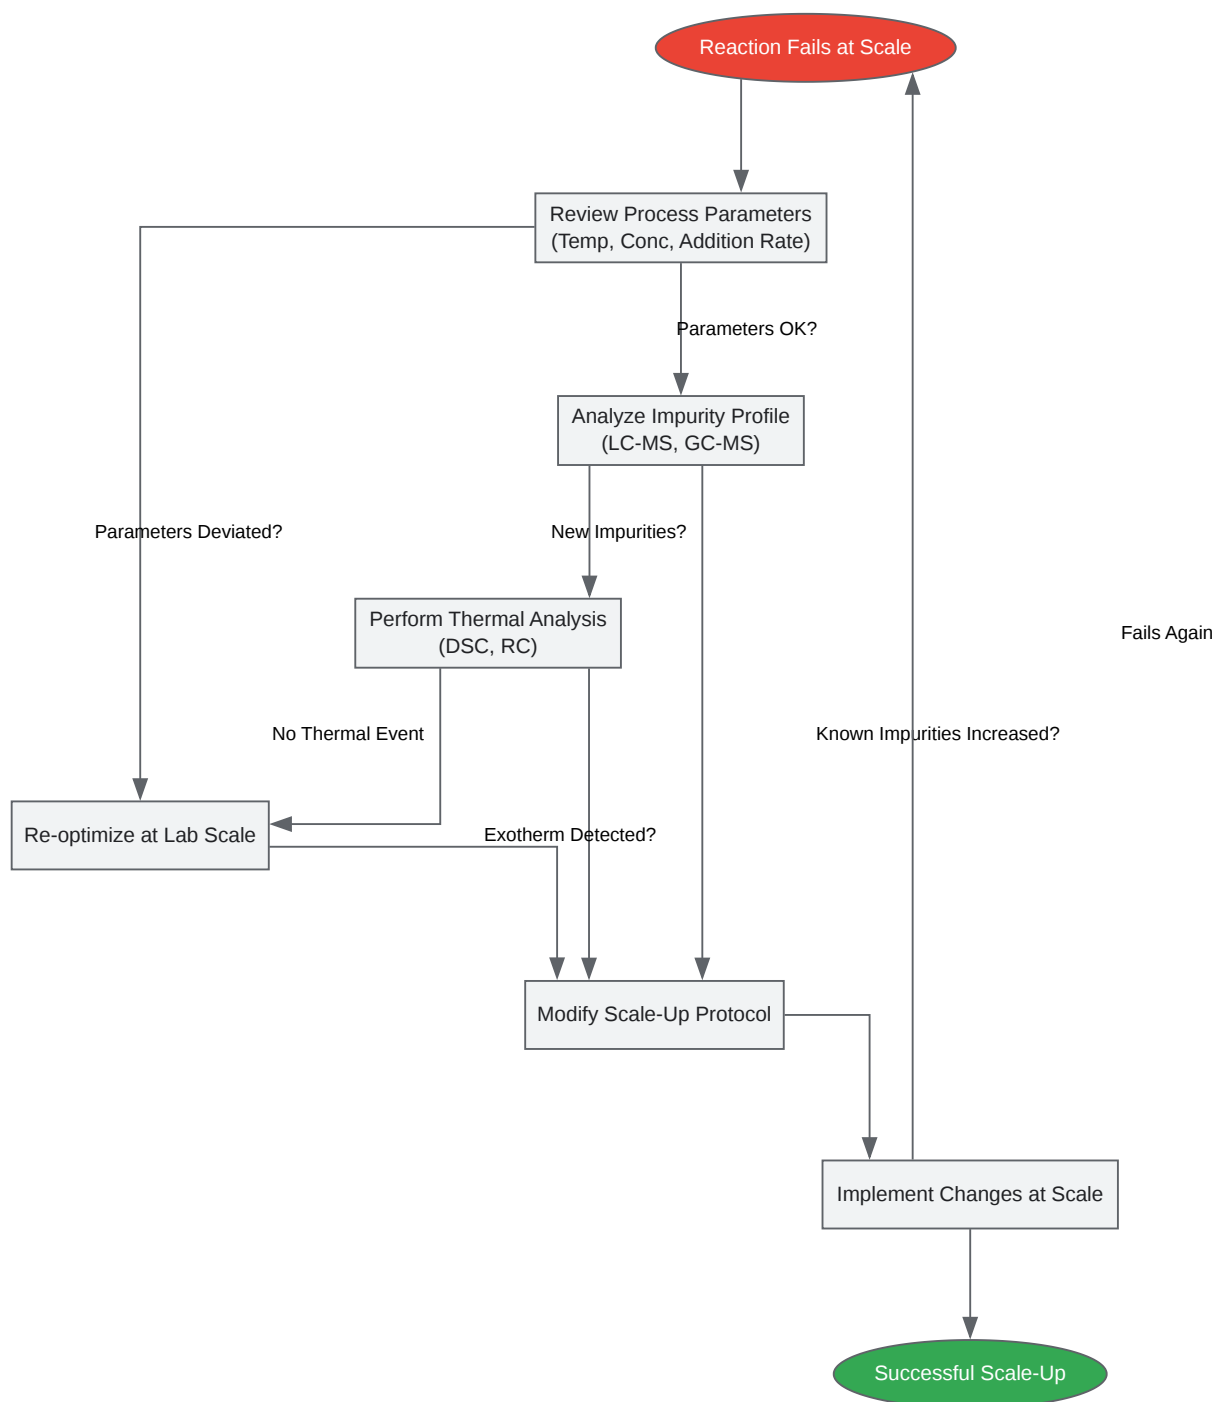 Reaction Fails at Scale
Review Process Parameters
(Temp, Conc, Addition Rate)
Parameters OK?
Analyze Impurity Profile
(LC-MS, GC-MS)
Parameters Deviated?
New Impurities?
Perform Thermal Analysis
(DSC, RC)
Fails Again
No Thermal Event
Known Impurities Increased?
Re-optimize at Lab Scale
Exotherm Detected?
Modify Scale-Up Protocol
Implement Changes at Scale
Successful Scale-Up